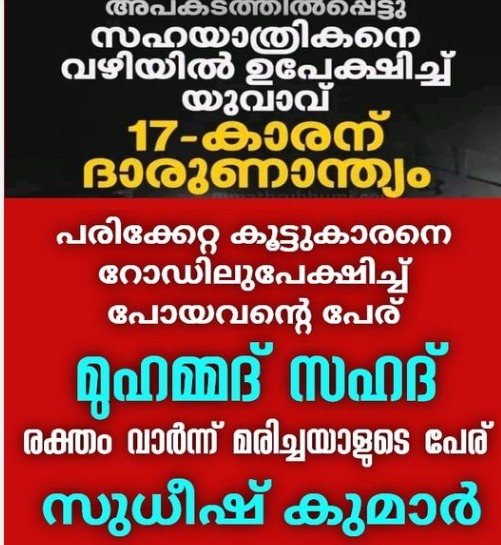 അപകടത്തിൽപ്പെട്ടു
സഹയാത്രികനെ
വഴിയിൽ ഉപേക്ഷിച്ച്
യുവാവ്
17-കാരന്
ദാരുണാന്ത്യം
പരിക്കേറ്റ കൂട്ടുകാരനെ
റോഡിലുപേക്ഷിച്ച്
പോയവന്റെ പേര്
മുഹമ്മദ് സഹദ്
രക്തം വാർന്ന് മരിച്ചയാളുടെ പേര്
സുധീഷ് കുമാർ